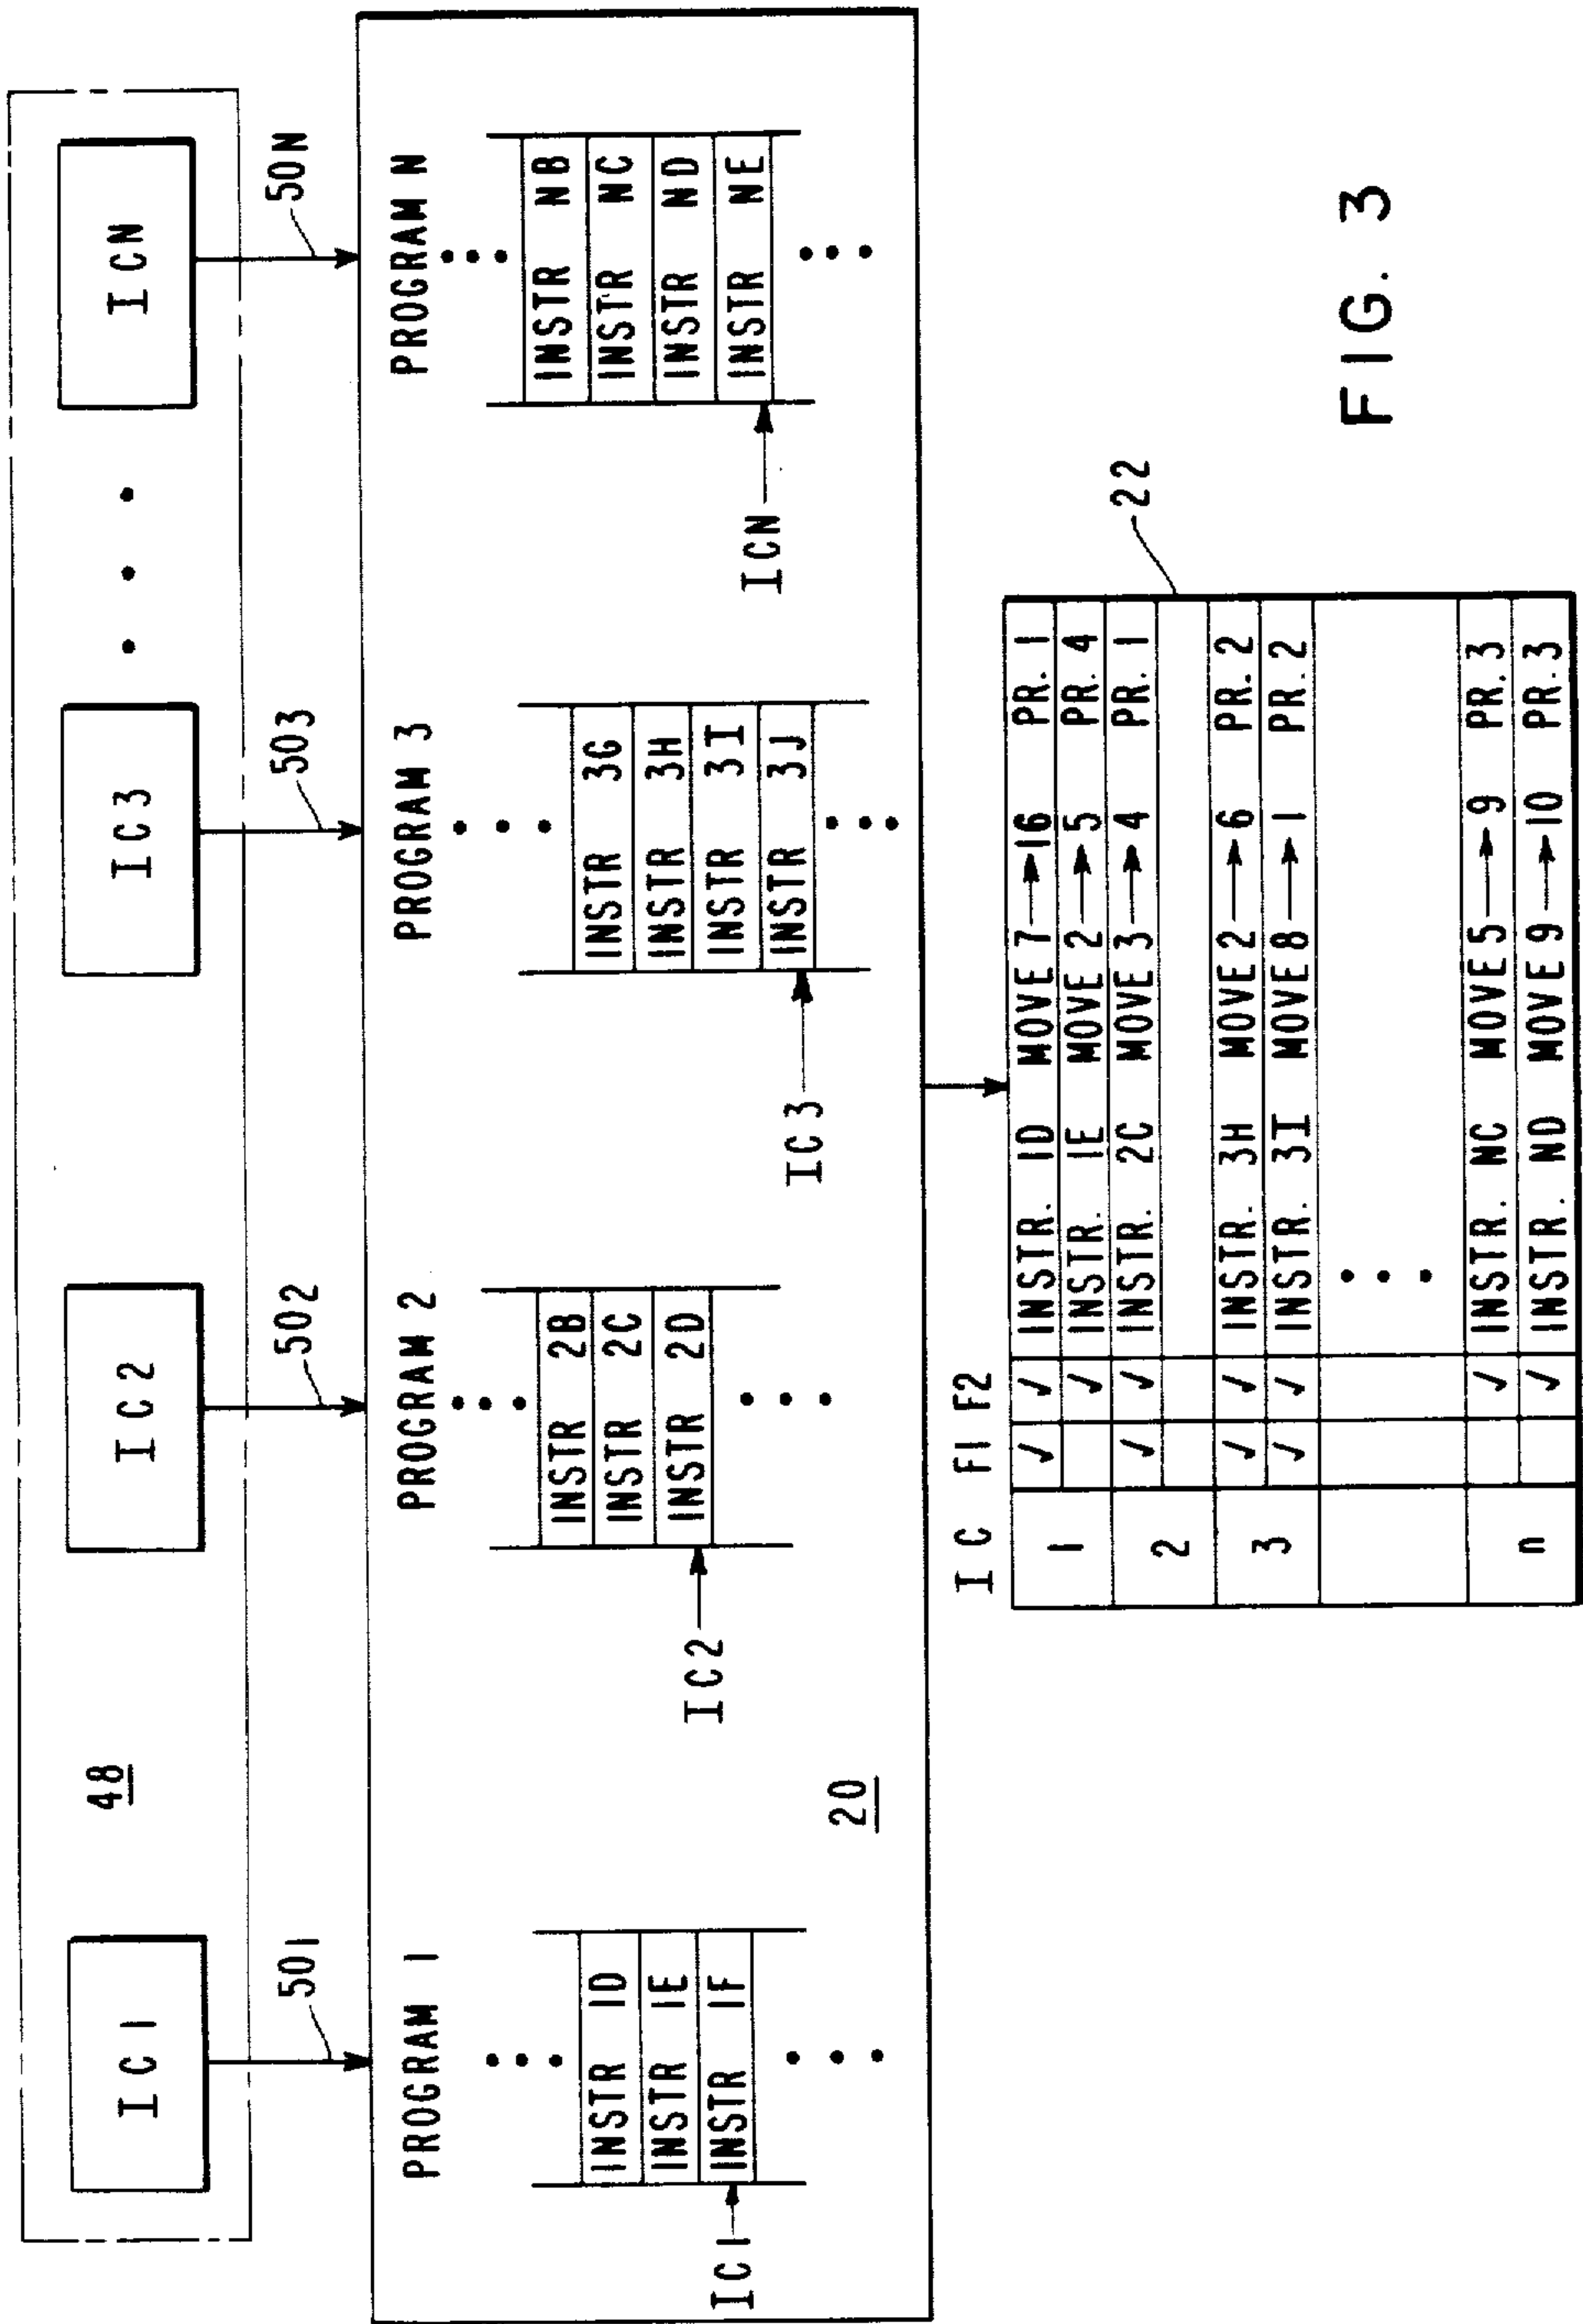 48
IC1 IC2 IC3 • • • ICN
501 502 503 50N
PROGRAM 1
INSTR 1D
INSTR 1E
INSTR 1F
IC1
PROGRAM 2
INSTR 2B
INSTR 2C
INSTR 2D
IC2
PROGRAM 3
INSTR 3G
INSTR 3H
INSTR 3I
INSTR 3J
IC3
PROGRAM N
INSTR NB
INSTR NC
INSTR ND
INSTR NE
ICN
20
IC F1 F2
1 ✓ ✓ INSTR. 1D MOVE 7→16 PR. 1
✓ INSTR. 1E MOVE 2→5 PR. 4
2 ✓ ✓ INSTR. 2C MOVE 3→4 PR. 1
3 ✓ ✓ INSTR. 3H MOVE 2→6 PR. 2
✓ ✓ INSTR. 3I MOVE 8→1 PR. 2
• • •
n ✓ INSTR. NC MOVE 5→9 PR. 3
✓ INSTR. ND MOVE 9→10 PR. 3
22
FIG. 3